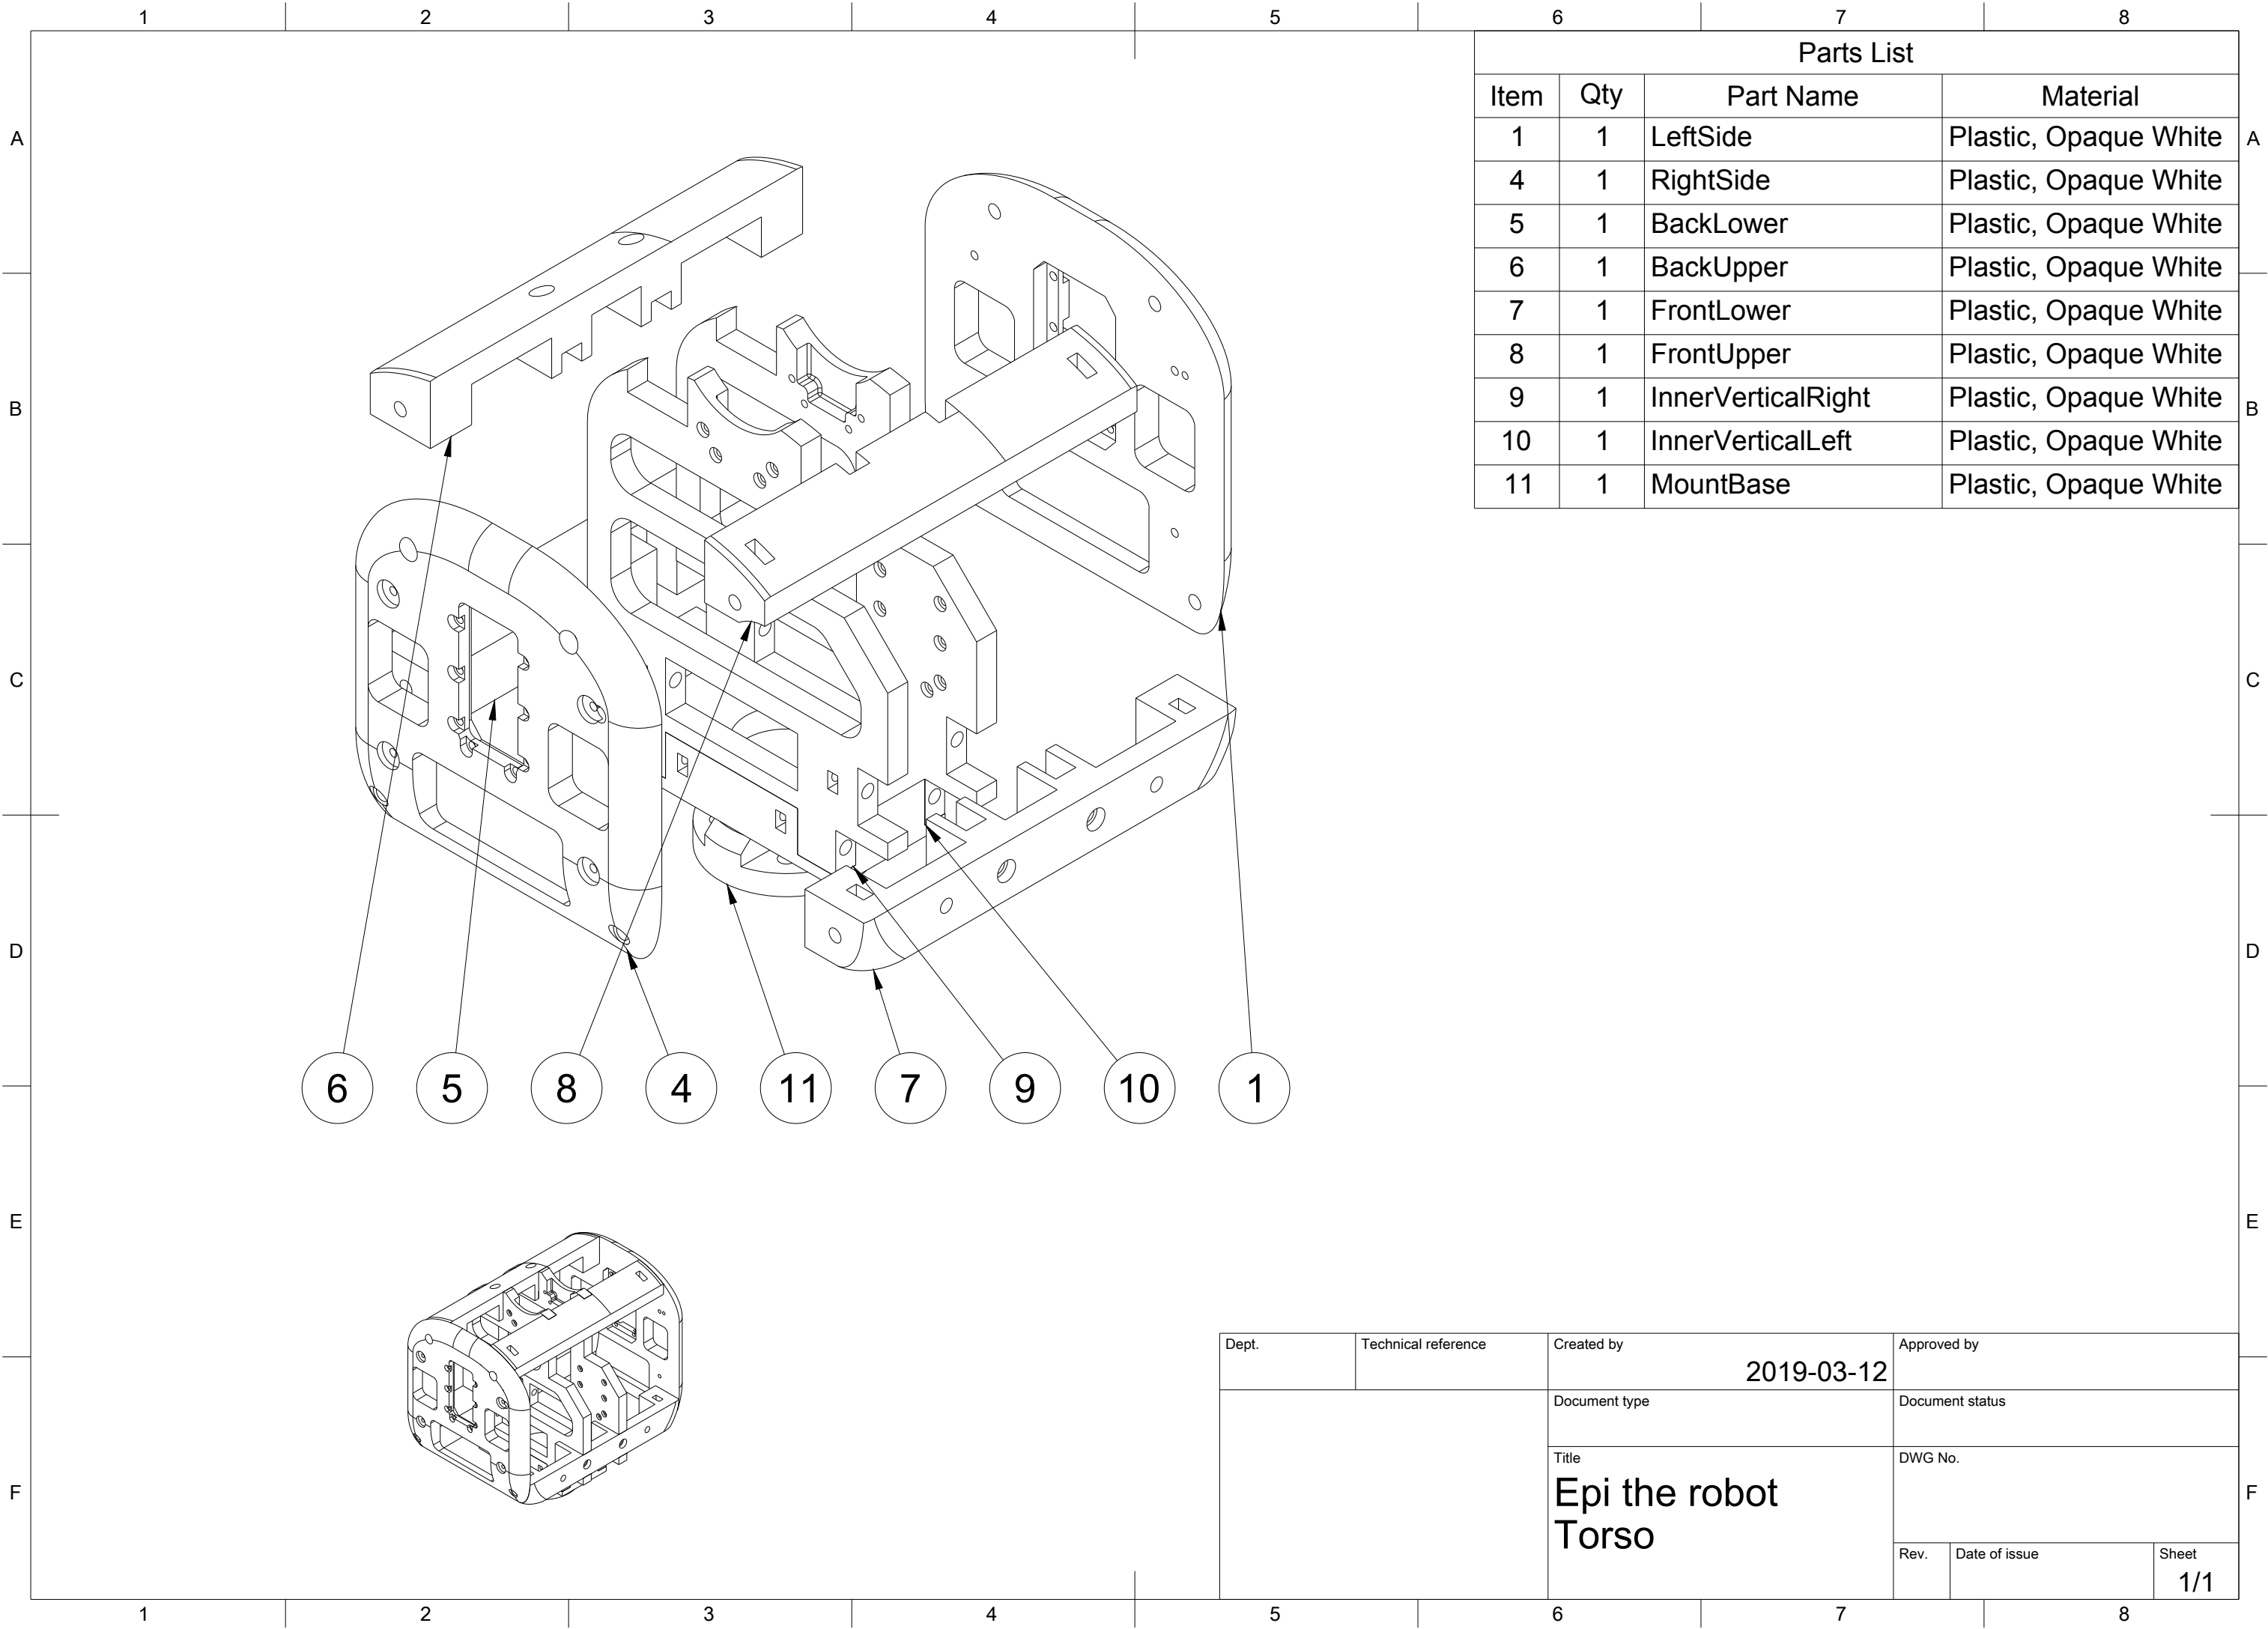 1 2 3 4 5 6 7 8
Parts List
Item Qty Part Name Material
1 1 LeftSide Plastic, Opaque White
4 1 RightSide Plastic, Opaque White
5 1 BackLower Plastic, Opaque White
6 1 BackUpper Plastic, Opaque White
7 1 FrontLower Plastic, Opaque White
8 1 FrontUpper Plastic, Opaque White
9 1 InnerVerticalRight Plastic, Opaque White
10 1 InnerVerticalLeft Plastic, Opaque White
11 1 MountBase Plastic, Opaque White
A A
B B
C C
D D
6 5 8 4 11 7 9 10 1
E E
Dept. Technical reference Created by Approved by
2019-03-12
Document type Document status
Title DWG No.
Epi the robot
Torso
F F
Rev. Date of issue Sheet
1/1
1 2 3 4 5 6 7 8